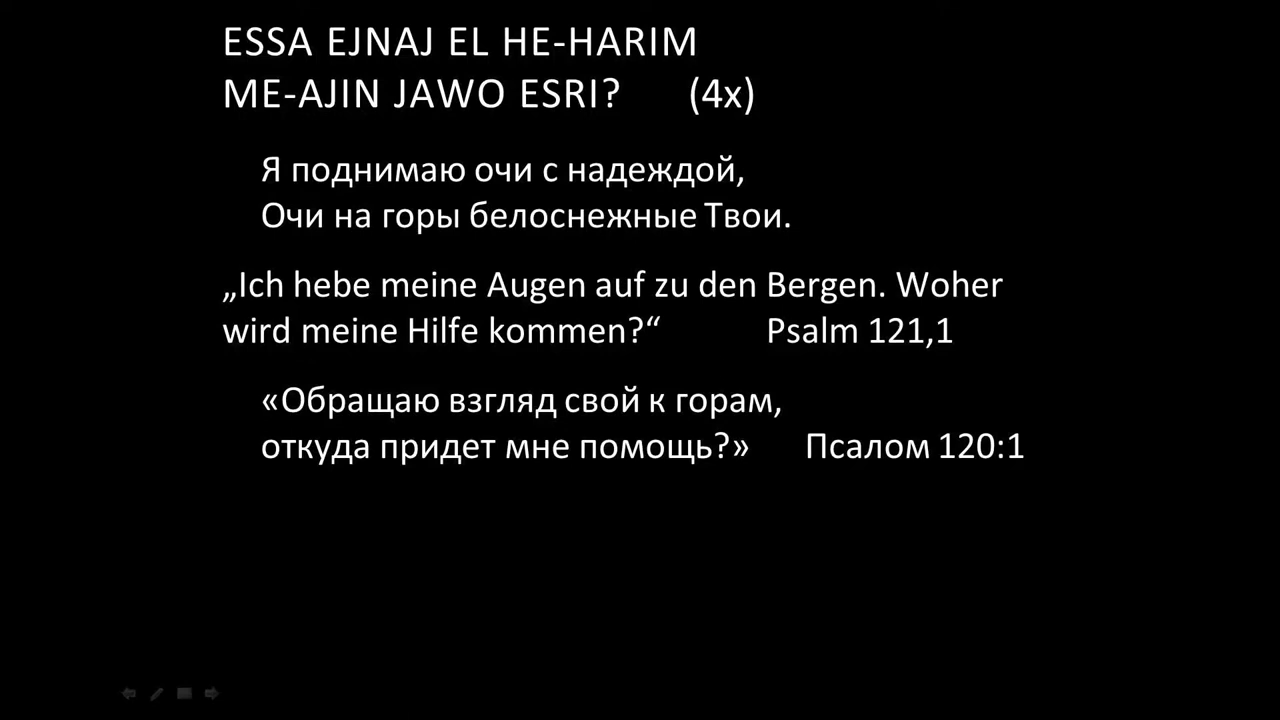 ESSA EJNAJ EL HE-HARIM
ME-AJIN JAWO ESRI? (4x)
Я поднимаю очи с надеждой,
Очи на горы белоснежные Твои.
„Ich hebe meine Augen auf zu den Bergen. Woher
wird meine Hilfe kommen?“ Psalm 121,1
«Обращаю взгляд свой к горам,
откуда придет мне помощь?» Псалом 120:1